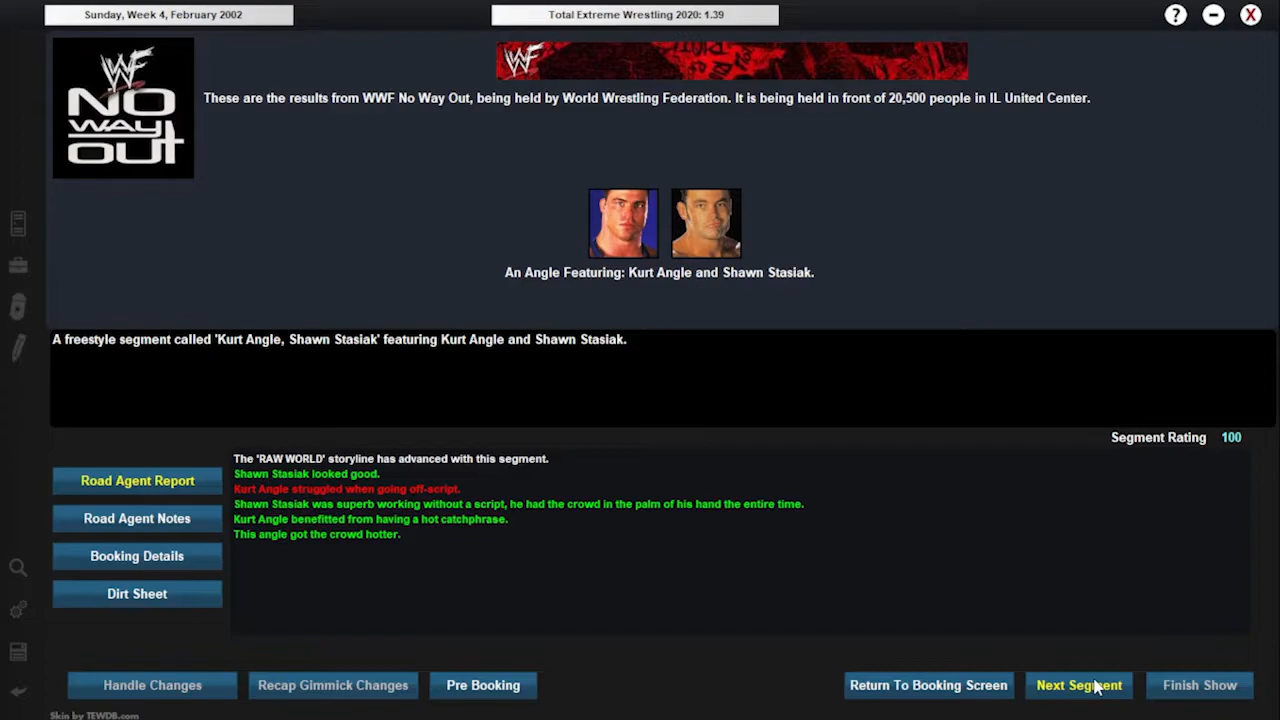 Sunday, Week 4, February 2002
Total Extreme Wrestling 2020: 1.39
? - X
WF
NO
WAY
OUT
These are the results from WWF No Way Out, being held by World Wrestling Federation. It is being held in front of 20,500 people in IL United Center.
An Angle Featuring: Kurt Angle and Shawn Stasiak.
A freestyle segment called 'Kurt Angle, Shawn Stasiak' featuring Kurt Angle and Shawn Stasiak.
Segment Rating 100
The 'RAW WORLD' storyline has advanced with this segment.
Shawn Stasiak looked good.
Kurt Angle struggled when going off-script.
Shawn Stasiak was superb working without a script, he had the crowd in the palm of his hand the entire time.
Kurt Angle benefitted from having a hot catchphrase.
This angle got the crowd hotter.
Road Agent Report
Road Agent Notes
Booking Details
Dirt Sheet
Handle Changes
Recap Gimmick Changes
Pre Booking
Return To Booking Screen
Next Segment
Finish Show
Skin by TEWDB.com